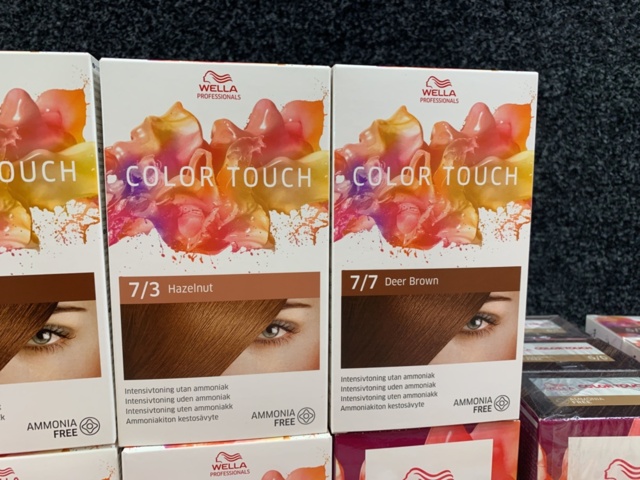 WELLA
PROFESSIONALS
COLOR TOUCH
7/3 Hazelnut
Intensivtoning utan ammoniak
Intensivtoning uden ammoniak
Intensivtoning uten ammoniakk
Ammoniakiton kestosävyte
AMMONIA
FREE
WELLA
PROFESSIONALS
COLOR TOUCH
7/7 Deer Brown
Intensivtoning utan ammoniak
Intensivtoning uden ammoniak
Intensivtoning uten ammoniakk
Ammoniakiton kestosävyte
AMMONIA
FREE
OUCH
AMMONIA
FREE
WELLA
PROFESSIONALS
COLOR TOUCH